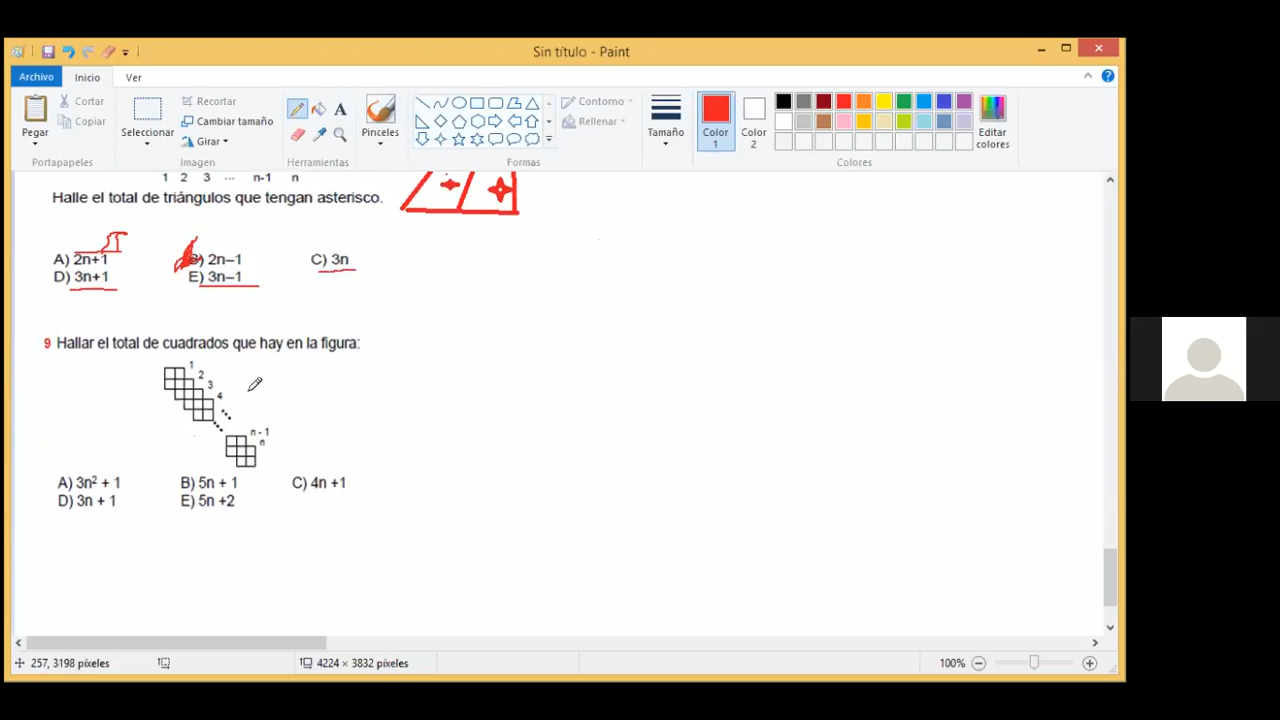 Sin título - Paint
Archivo Inicio Ver
Pegar
Cortar
Copiar
Portapapeles
Seleccionar
Recortar
Cambiar tamaño
Girar
Imagen
A
Herramientas
Pinceles
Contorno
Rellenar
Formas
Tamaño
Color 1
Color 2
Editar colores
Colores
1 2 3 ... n-1 n
Halle el total de triángulos que tengan asterisco.
A) 2n+1 B) 2n–1 C) 3n
D) 3n+1 E) 3n–1
9 Hallar el total de cuadrados que hay en la figura:
1
2
3
4
n - 1
n
A) 3n² + 1 B) 5n + 1 C) 4n +1
D) 3n + 1 E) 5n +2
257, 3198 píxeles 4224 × 3832 píxeles 100%